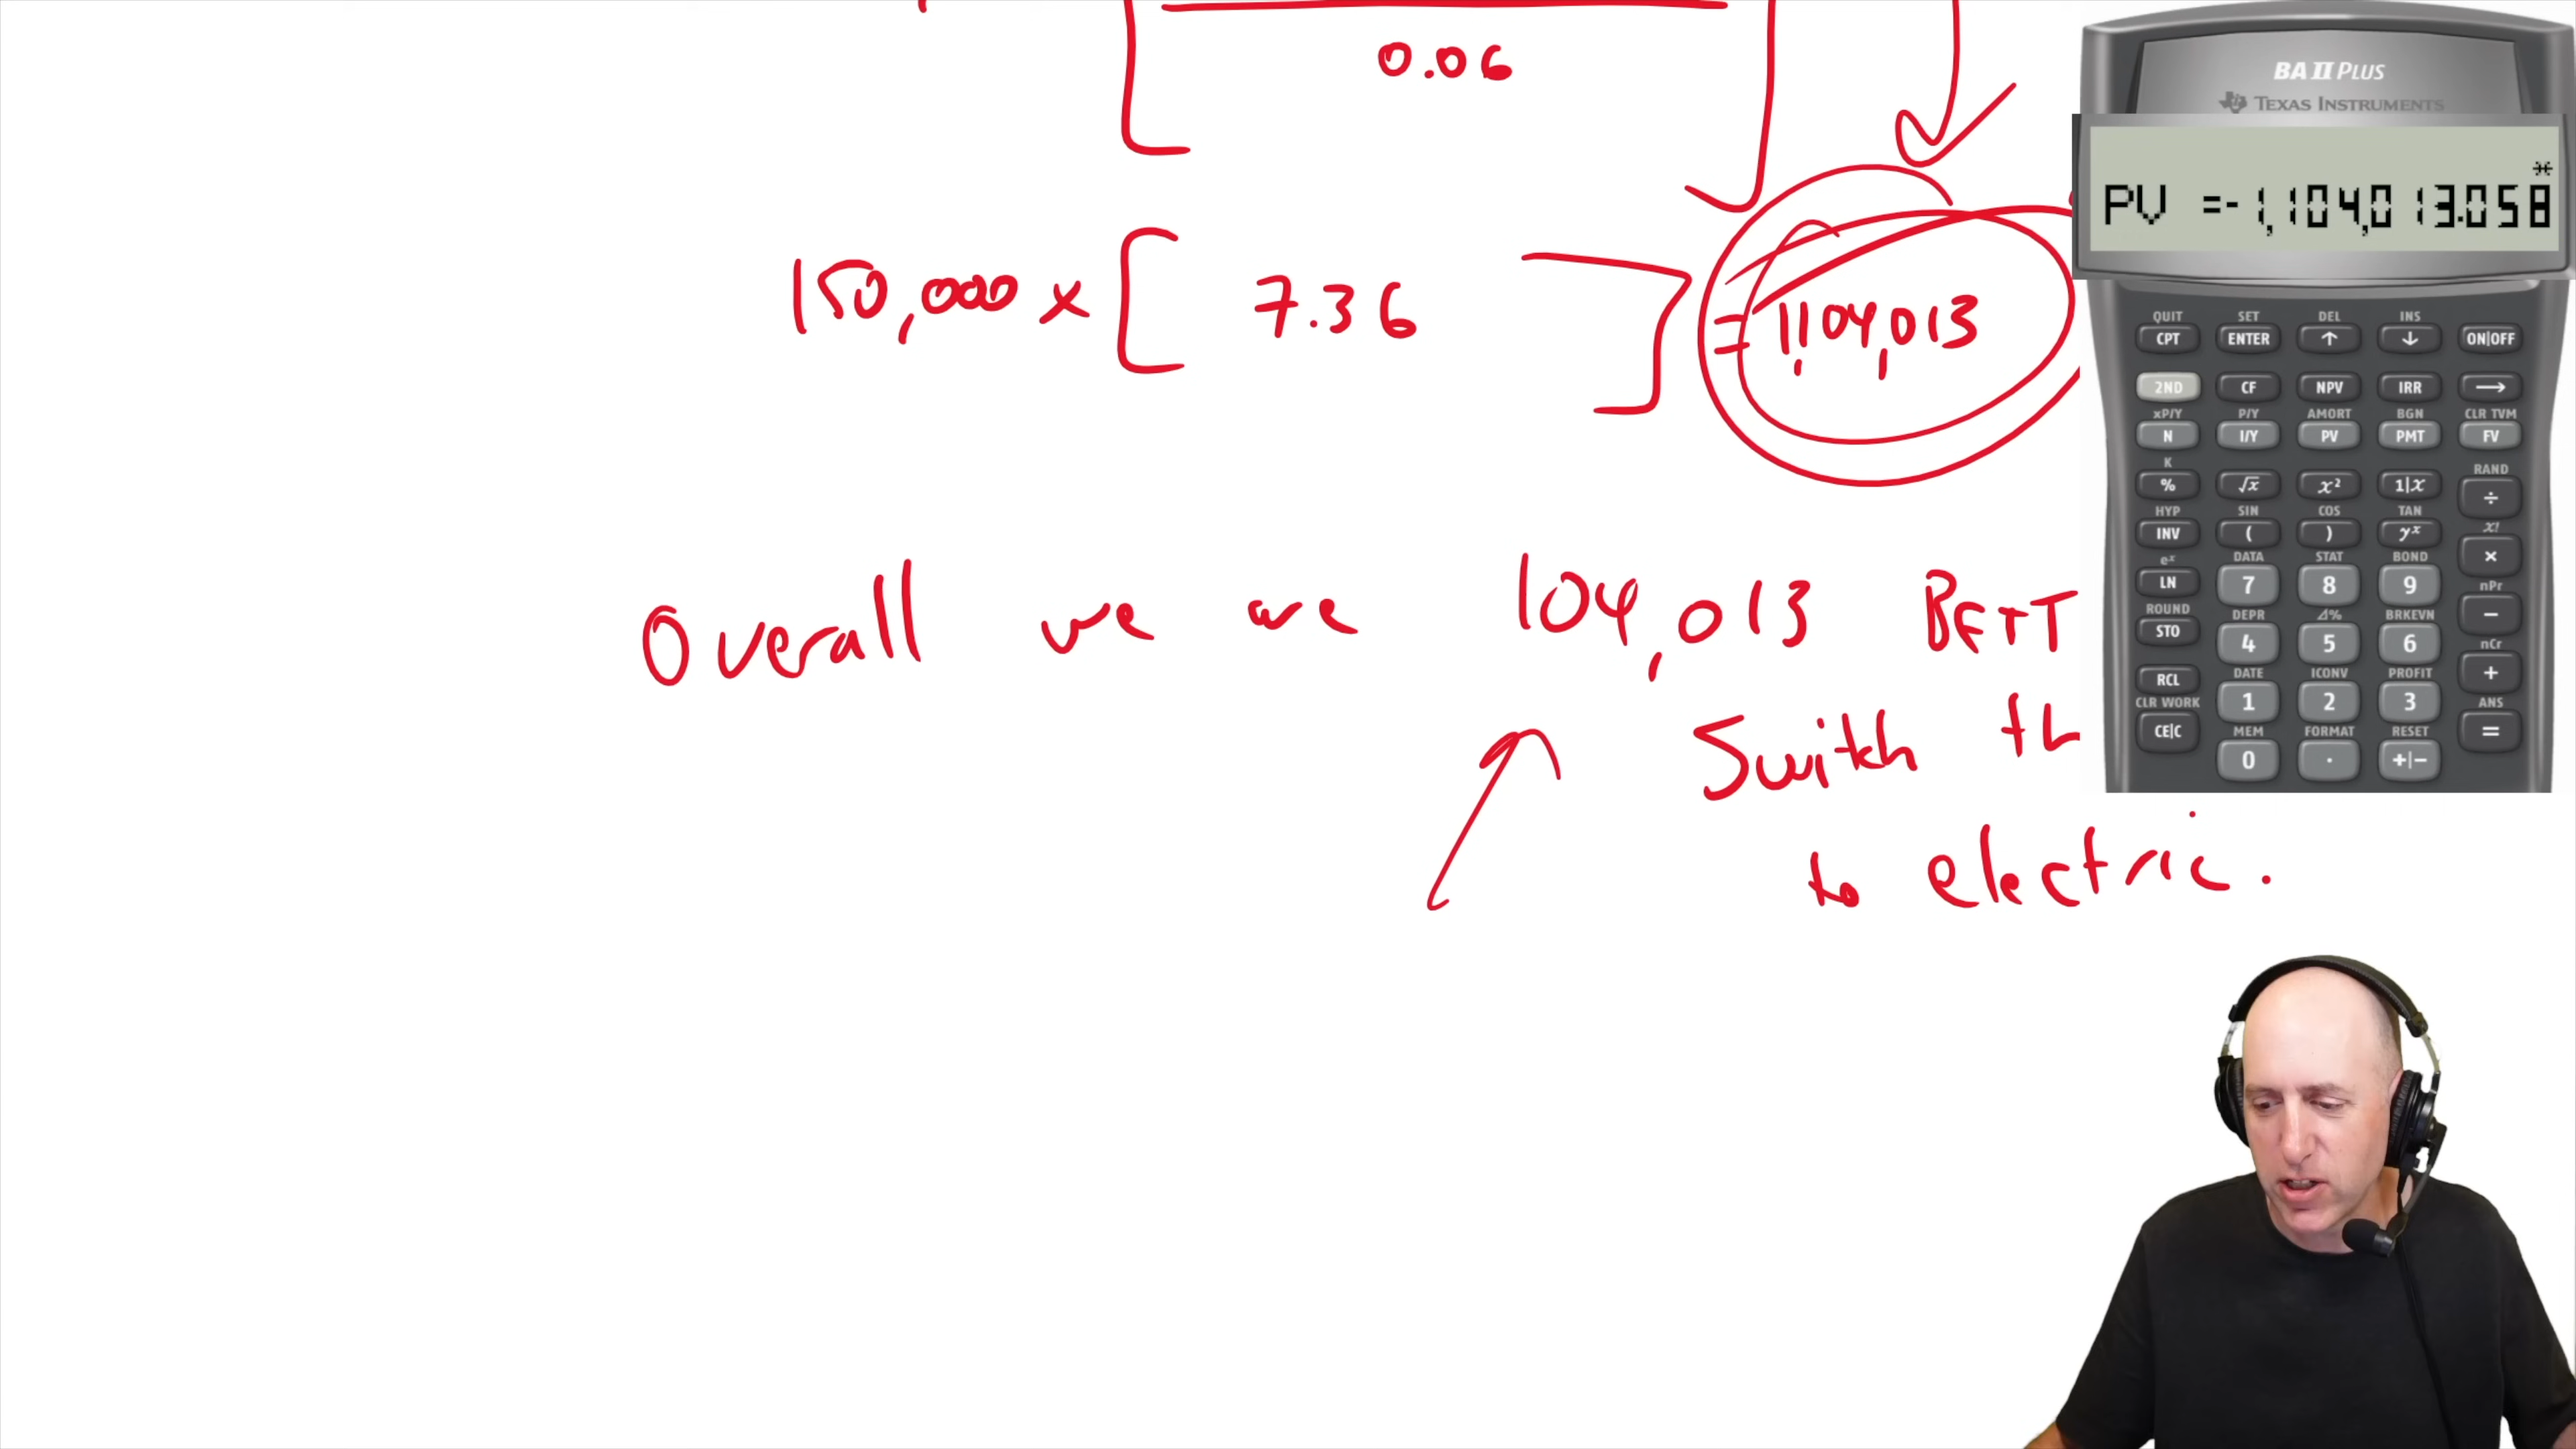 0.06
150,000 x [ 7.36 ] = 1,104,013
Overall we are 104,013 BETT
Switch th
to electric.
BA II PLUS
TEXAS INSTRUMENTS
*
PV =-1,104,013.058
QUIT SET DEL INS
CPT ENTER ↑ ↓ ON|OFF
2ND CF NPV IRR →
xP/Y P/Y AMORT BGN CLR TVM
N I/Y PV PMT FV
K RAND
% √x x² 1|x ÷
HYP SIN COS TAN x!
INV ( ) yˣ ×
eˣ DATA STAT BOND nPr
LN 7 8 9 −
ROUND DEPR Δ% BRKEVN nCr
STO 4 5 6 +
DATE ICONV PROFIT
RCL 1 2 3
CLR WORK MEM FORMAT RESET ANS
CE|C 0 . +|− =